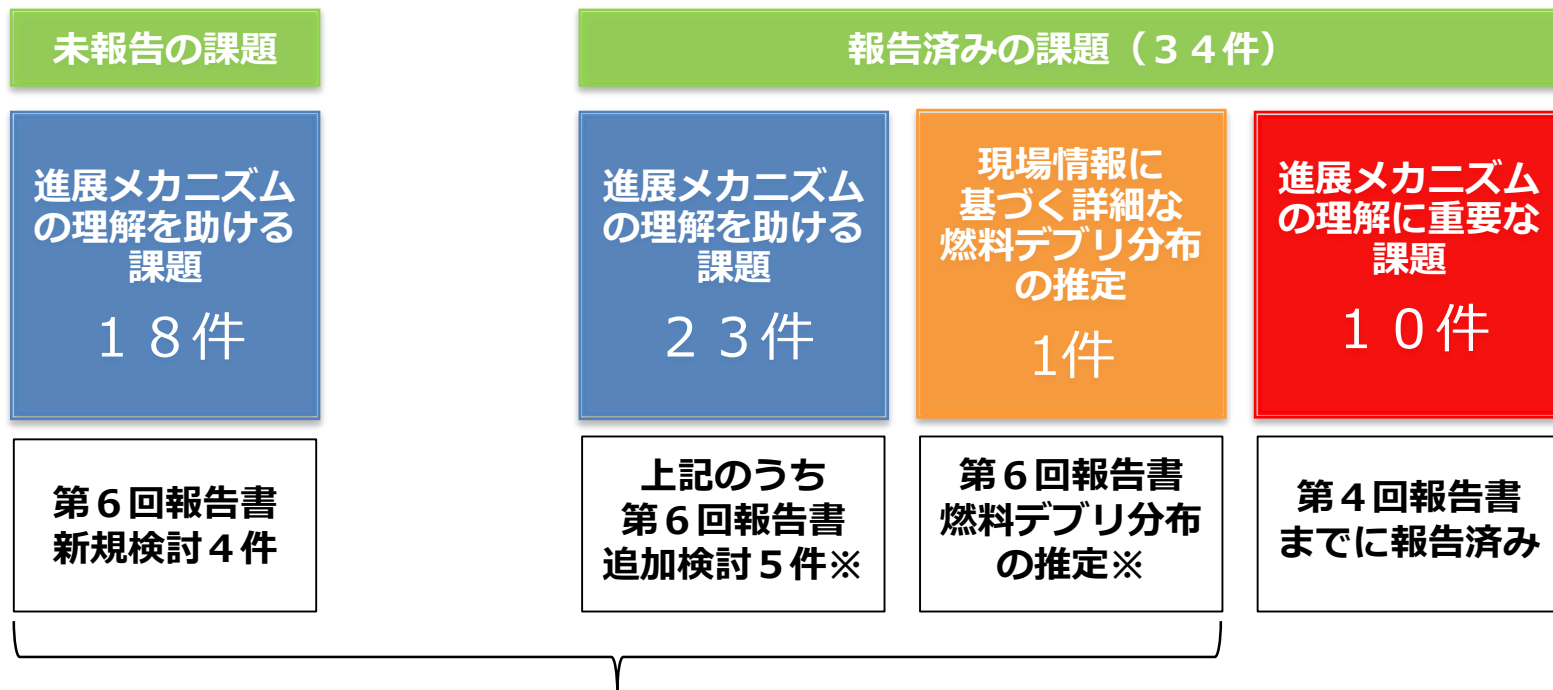 未報告の課題
報告済みの課題（３４件）
進展メカニズム
の理解を助ける
課題
１８件
進展メカニズム
の理解を助ける
課題
２３件
現場情報に
基づく詳細な
燃料デブリ分布
の推定
1件
進展メカニズム
の理解に重要な
課題
１０件
第６回報告書
新規検討４件
上記のうち
第６回報告書
追加検討５件※
第６回報告書
燃料デブリ分布
の推定※
第４回報告書
までに報告済み